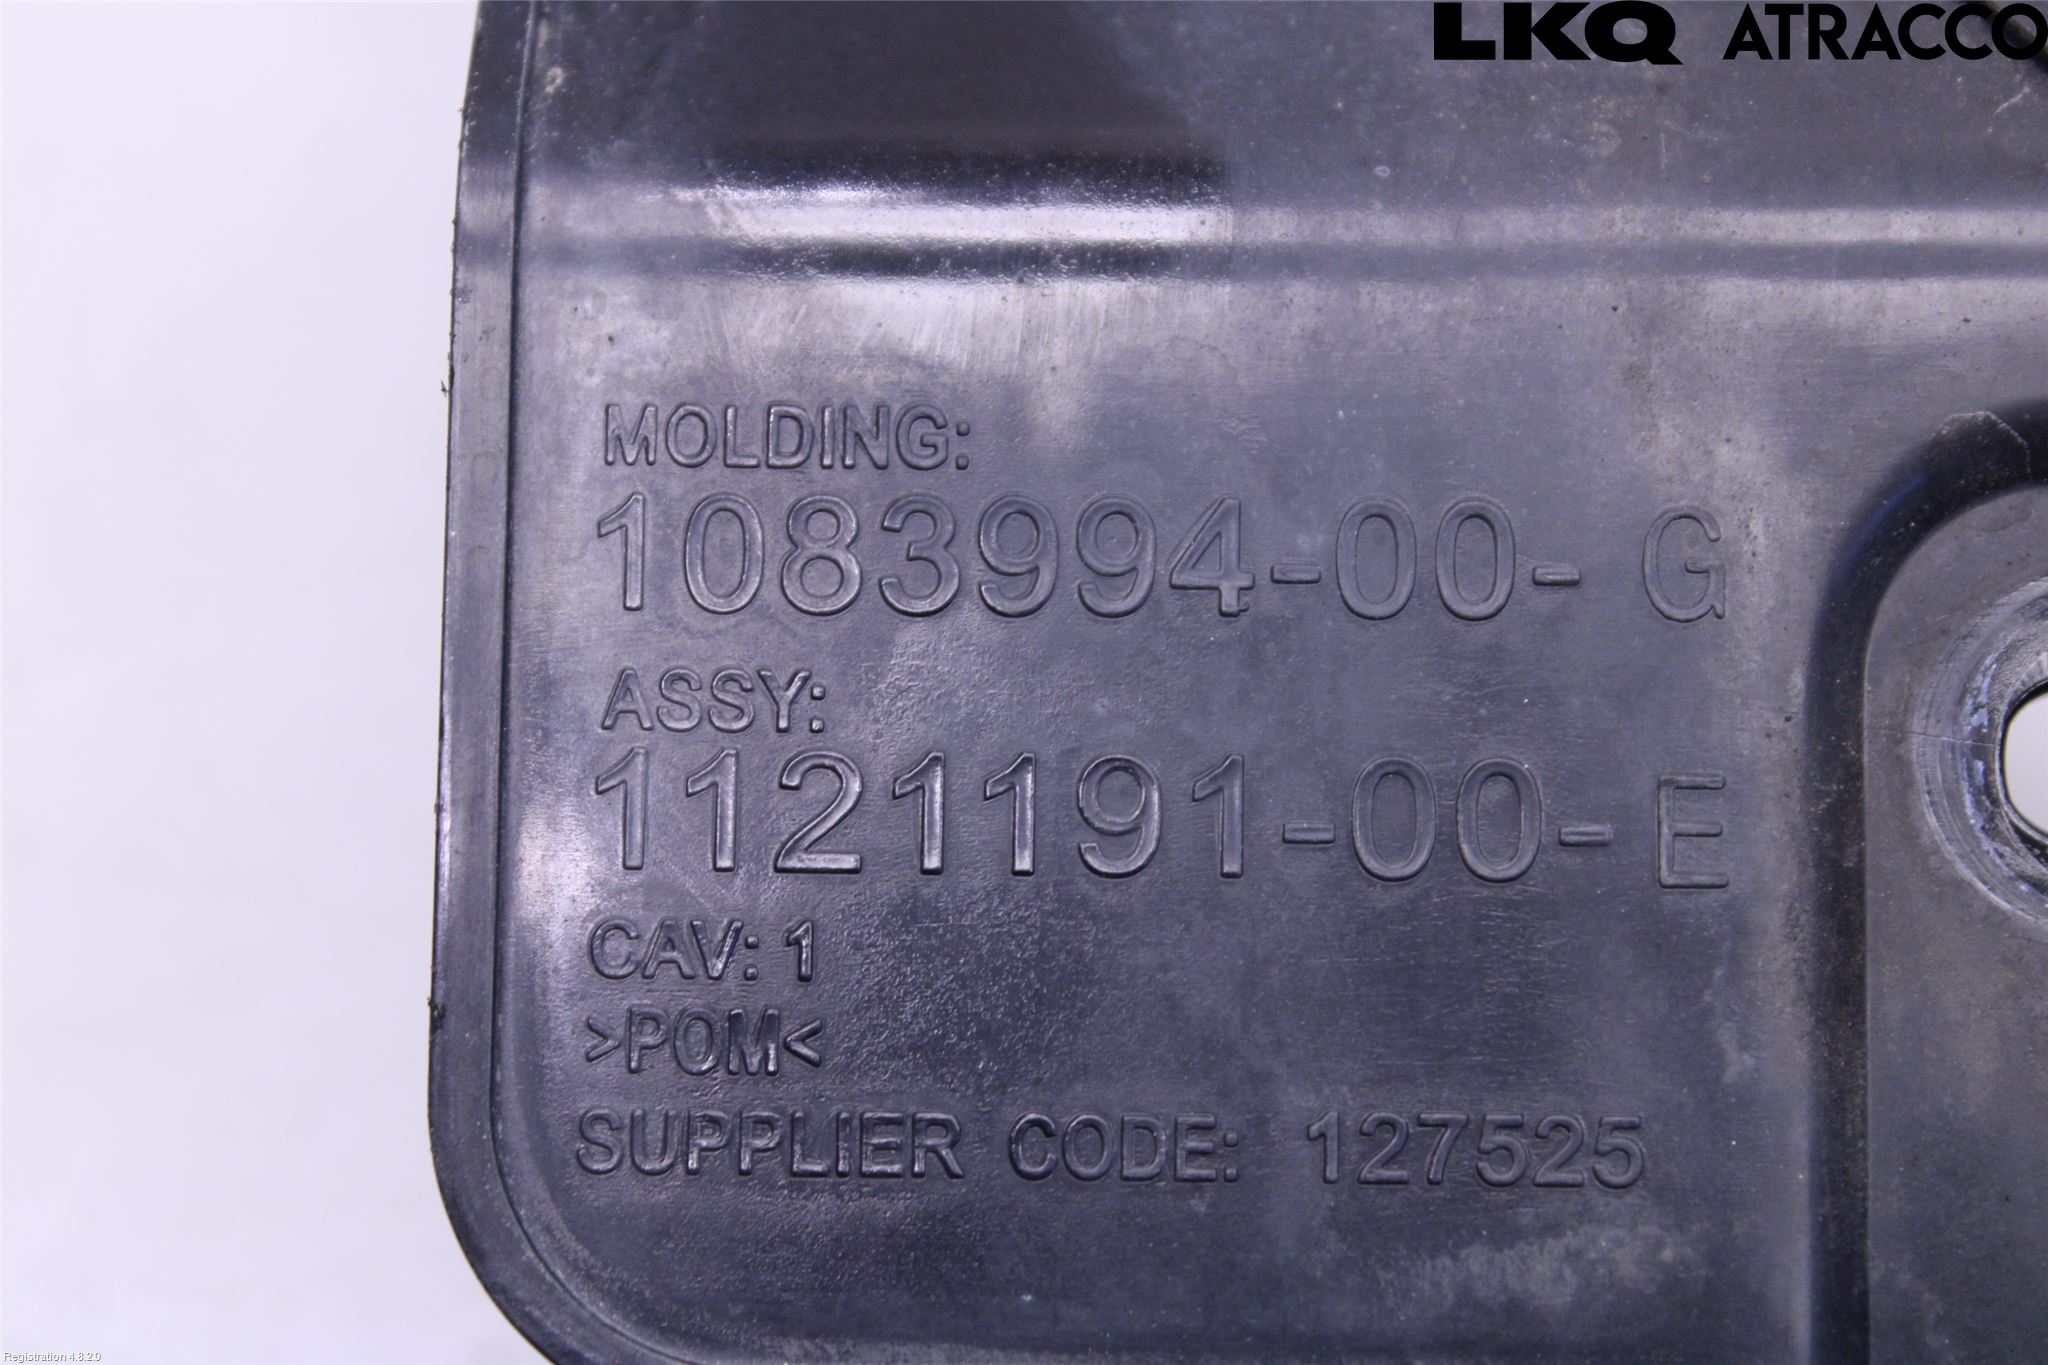 LKQ ATRACCO
MOLDING:
1083994-00- G
ASSY:
1121191-00- E
CAV: 1
>POM<
SUPPLIER CODE: 127525
Registration 4.8.2.0